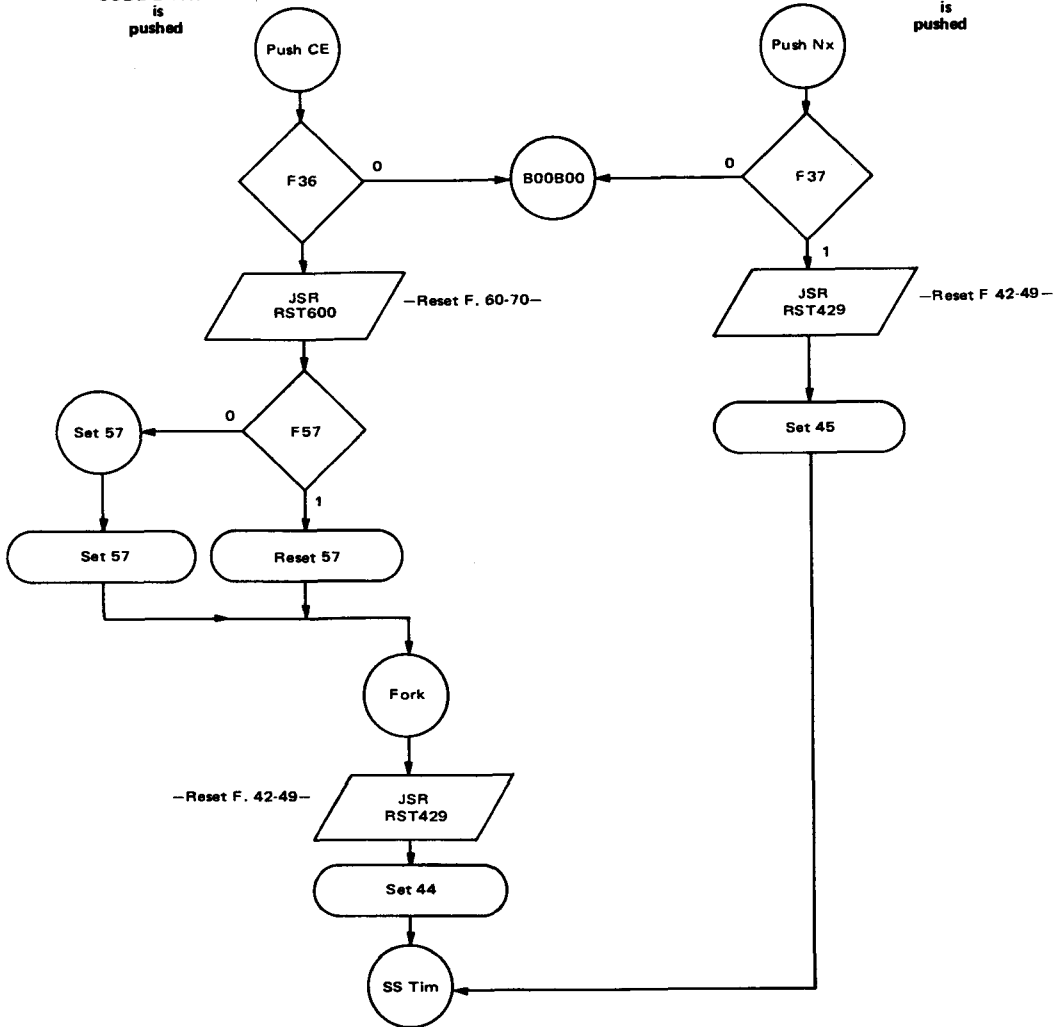 is
pushed
is
pushed
Push CE
Push Nx
F36
0
B00B00
0
F37
1
JSR
RST600
—Reset F. 60-70—
JSR
RST429
—Reset F 42-49—
Set 57
0
F57
1
Set 45
Set 57
Reset 57
Fork
—Reset F. 42-49—
JSR
RST429
Set 44
SS Tim